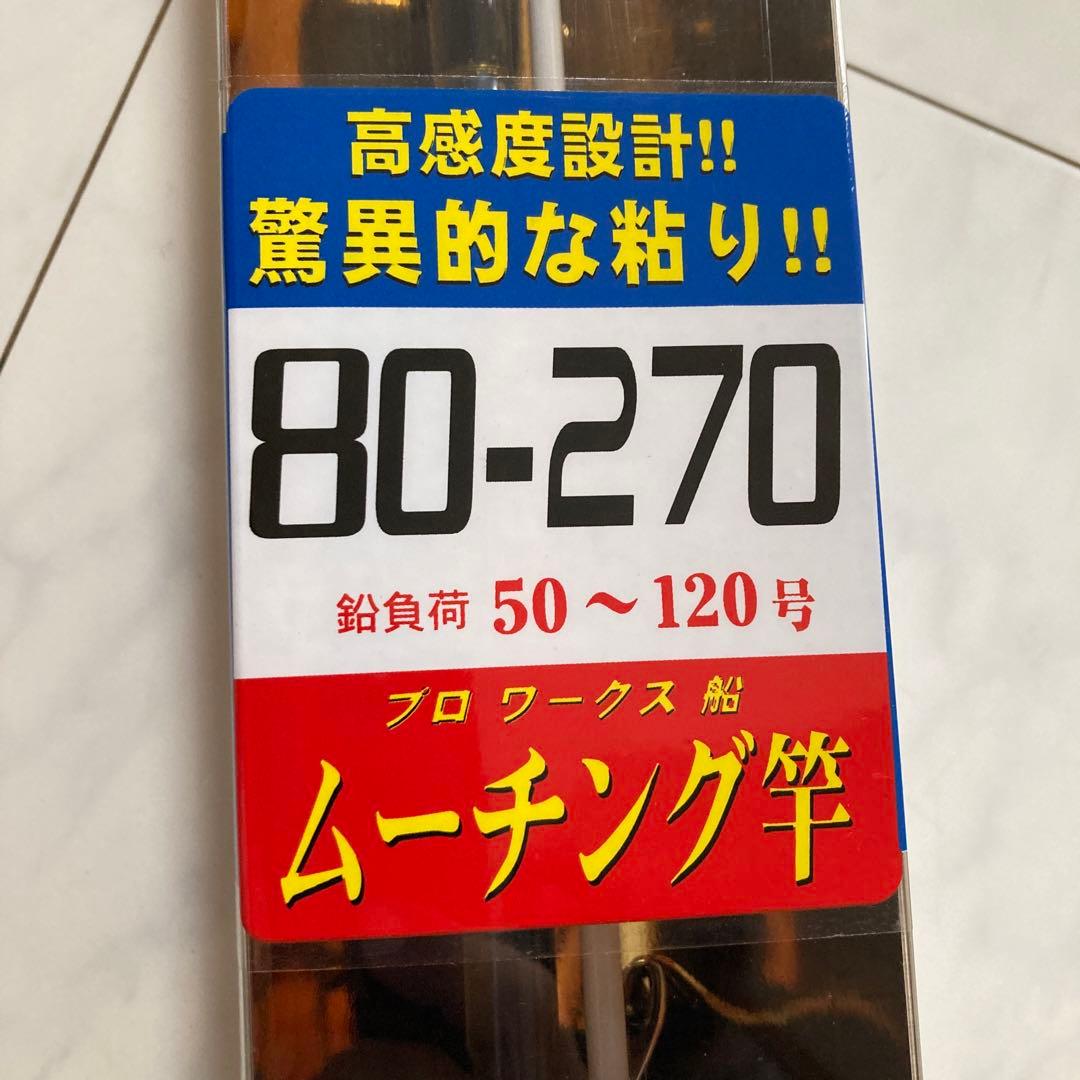 高感度設計!!
驚異的な粘り!!
80-270
鉛負荷 50～120号
プロ ワークス 船
ムーチング竿